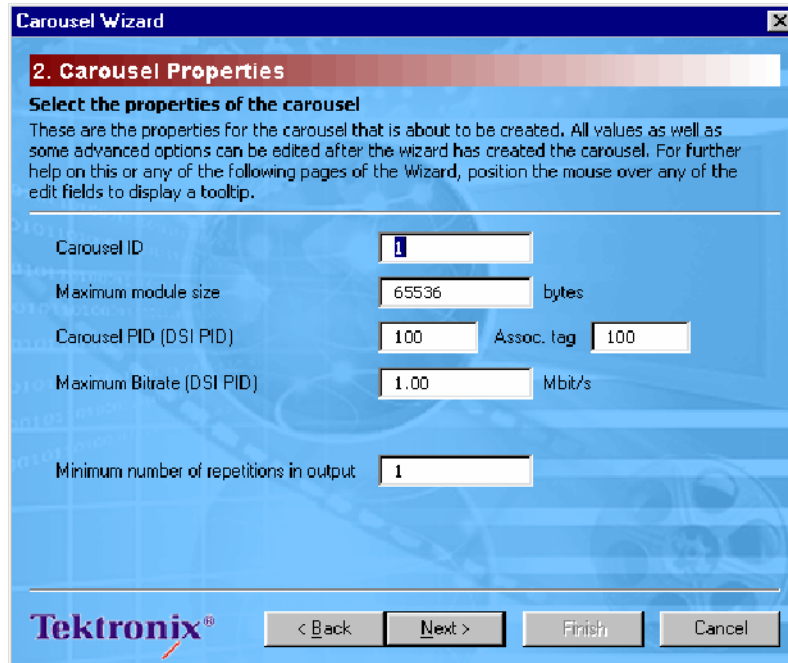 Carousel Wizard
2. Carousel Properties
Select the properties of the carousel
These are the properties for the carousel that is about to be created. All values as well as
some advanced options can be edited after the wizard has created the carousel. For further
help on this or any of the following pages of the Wizard, position the mouse over any of the
edit fields to display a tooltip.
Carousel ID 1
Maximum module size 65536 bytes
Carousel PID (DSI PID) 100 Assoc. tag 100
Maximum Bitrate (DSI PID) 1.00 Mbit/s
Minimum number of repetitions in output 1
Tektronix® < Back Next > Finish Cancel